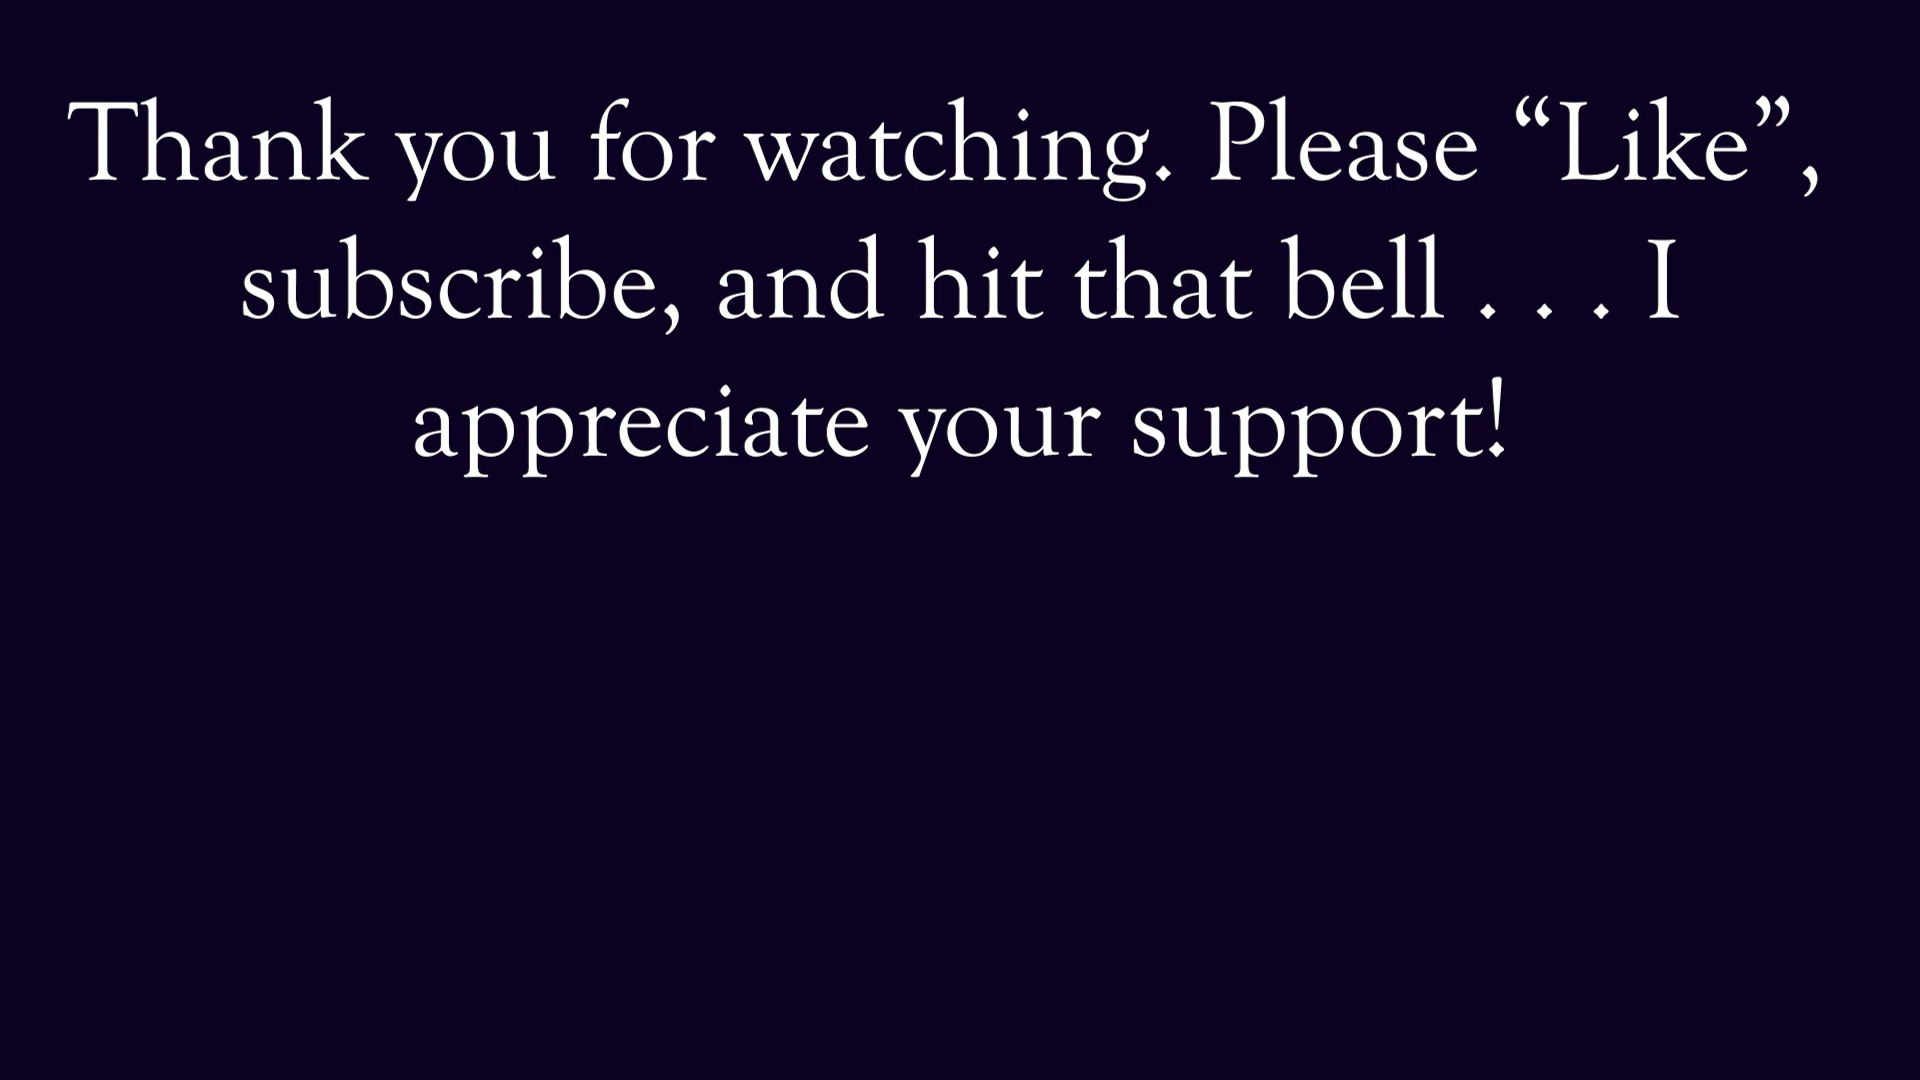 Thank you for watching. Please “Like”,
subscribe, and hit that bell . . . I
appreciate your support!